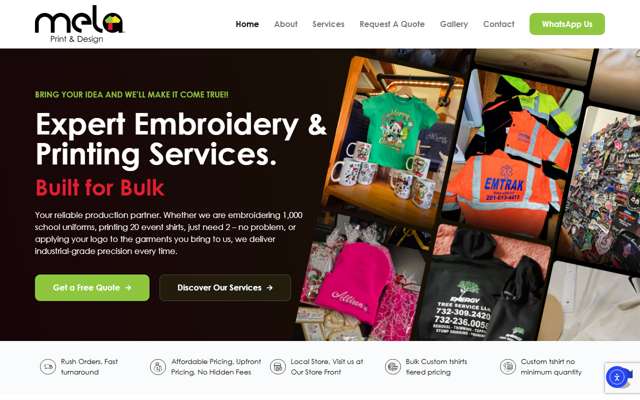 mela
Print & Design
Home About Services Request A Quote Gallery Contact WhatsApp Us
BRING YOUR IDEA AND WE'LL MAKE IT COME TRUE!!
Expert Embroidery &
Printing Services.
Built for Bulk
Your reliable production partner. Whether we are embroidering 1,000
school uniforms, printing 20 event shirts, just need 2 – no problem, or
applying your logo to the garments you bring to us, we deliver
industrial-grade precision every time.
Get a Free Quote →
Discover Our Services →
EMTRAK
201-613-4417
Allison's
ENERGY
TREE SERVICE LLC
732-309.2420
732-236.0058
Rush Orders, Fast
turnaround
Affordable Pricing, Upfront
Pricing, No Hidden Fees
Local Store, Visit us at
Our Store Front
Bulk Custom tshirts
tiered pricing
Custom tshirt no
minimum quantity